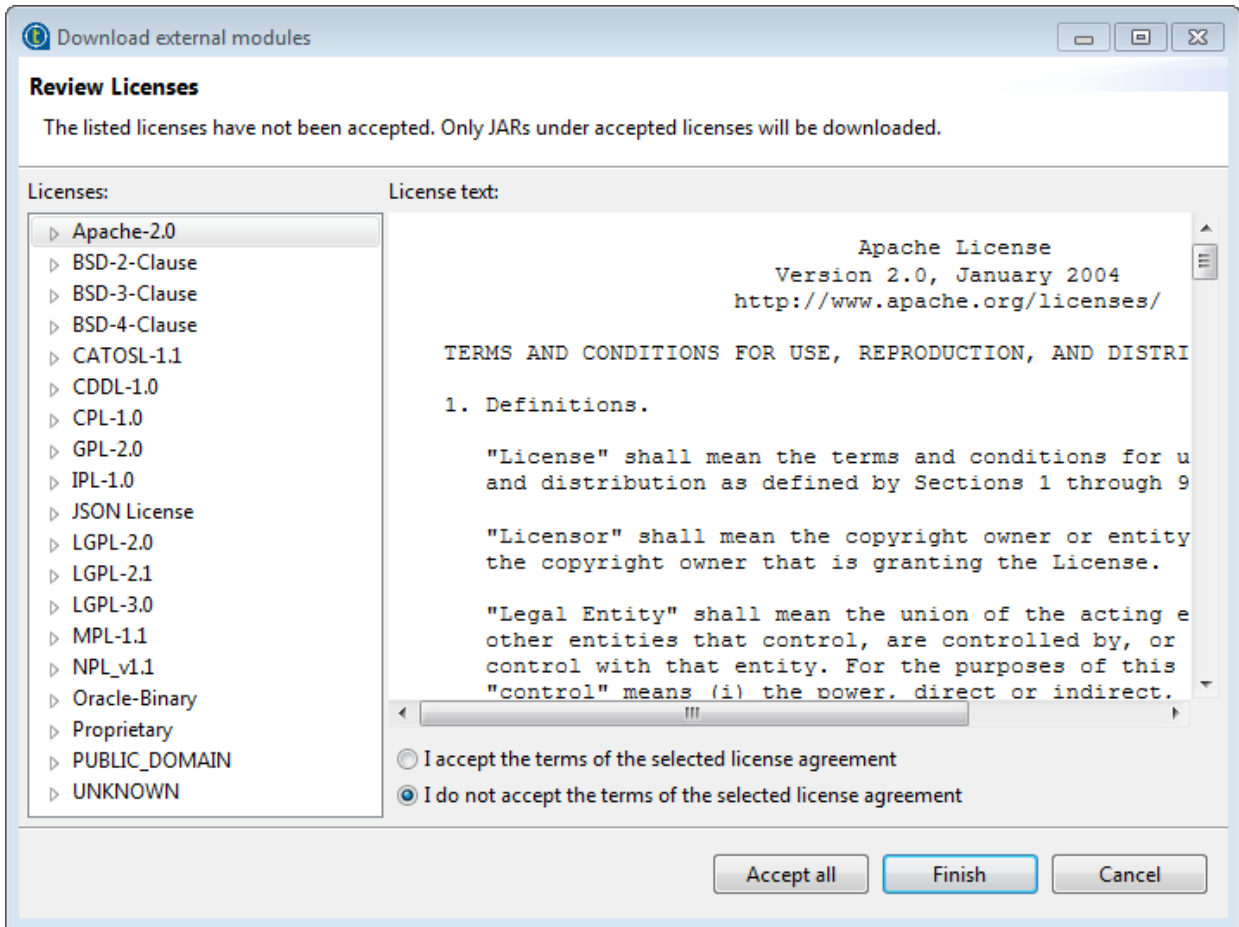 Download external modules
Review Licenses
The listed licenses have not been accepted. Only JARs under accepted licenses will be downloaded.
Licenses:
Apache-2.0
BSD-2-Clause
BSD-3-Clause
BSD-4-Clause
CATOSL-1.1
CDDL-1.0
CPL-1.0
GPL-2.0
IPL-1.0
JSON License
LGPL-2.0
LGPL-2.1
LGPL-3.0
MPL-1.1
NPL_v1.1
Oracle-Binary
Proprietary
PUBLIC_DOMAIN
UNKNOWN
License text:
Apache License
Version 2.0, January 2004
http://www.apache.org/licenses/
TERMS AND CONDITIONS FOR USE, REPRODUCTION, AND DISTRI
1. Definitions.
"License" shall mean the terms and conditions for u
and distribution as defined by Sections 1 through 9
"Licensor" shall mean the copyright owner or entity
the copyright owner that is granting the License.
"Legal Entity" shall mean the union of the acting e
other entities that control, are controlled by, or
control with that entity. For the purposes of this
"control" means (i) the power, direct or indirect,
I accept the terms of the selected license agreement
I do not accept the terms of the selected license agreement
Accept all
Finish
Cancel